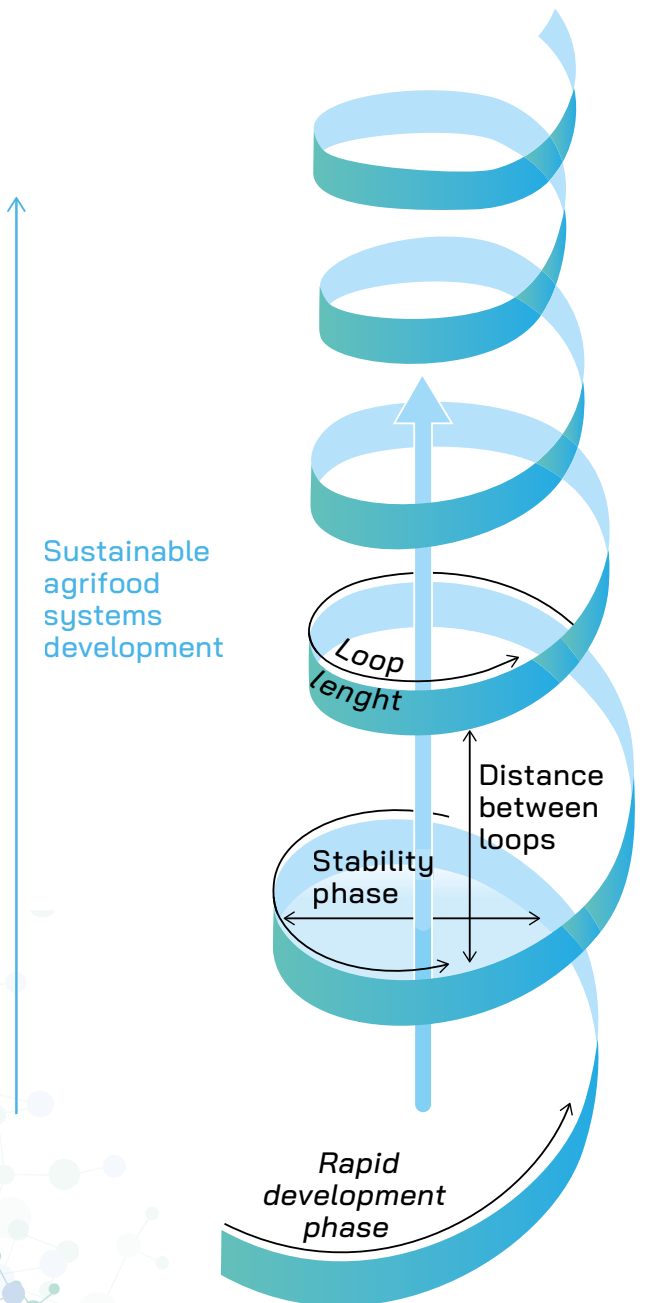 Sustainable
agrifood
systems
development
Loop
lenght
Distance
between
loops
Stability
phase
Rapid
development
phase